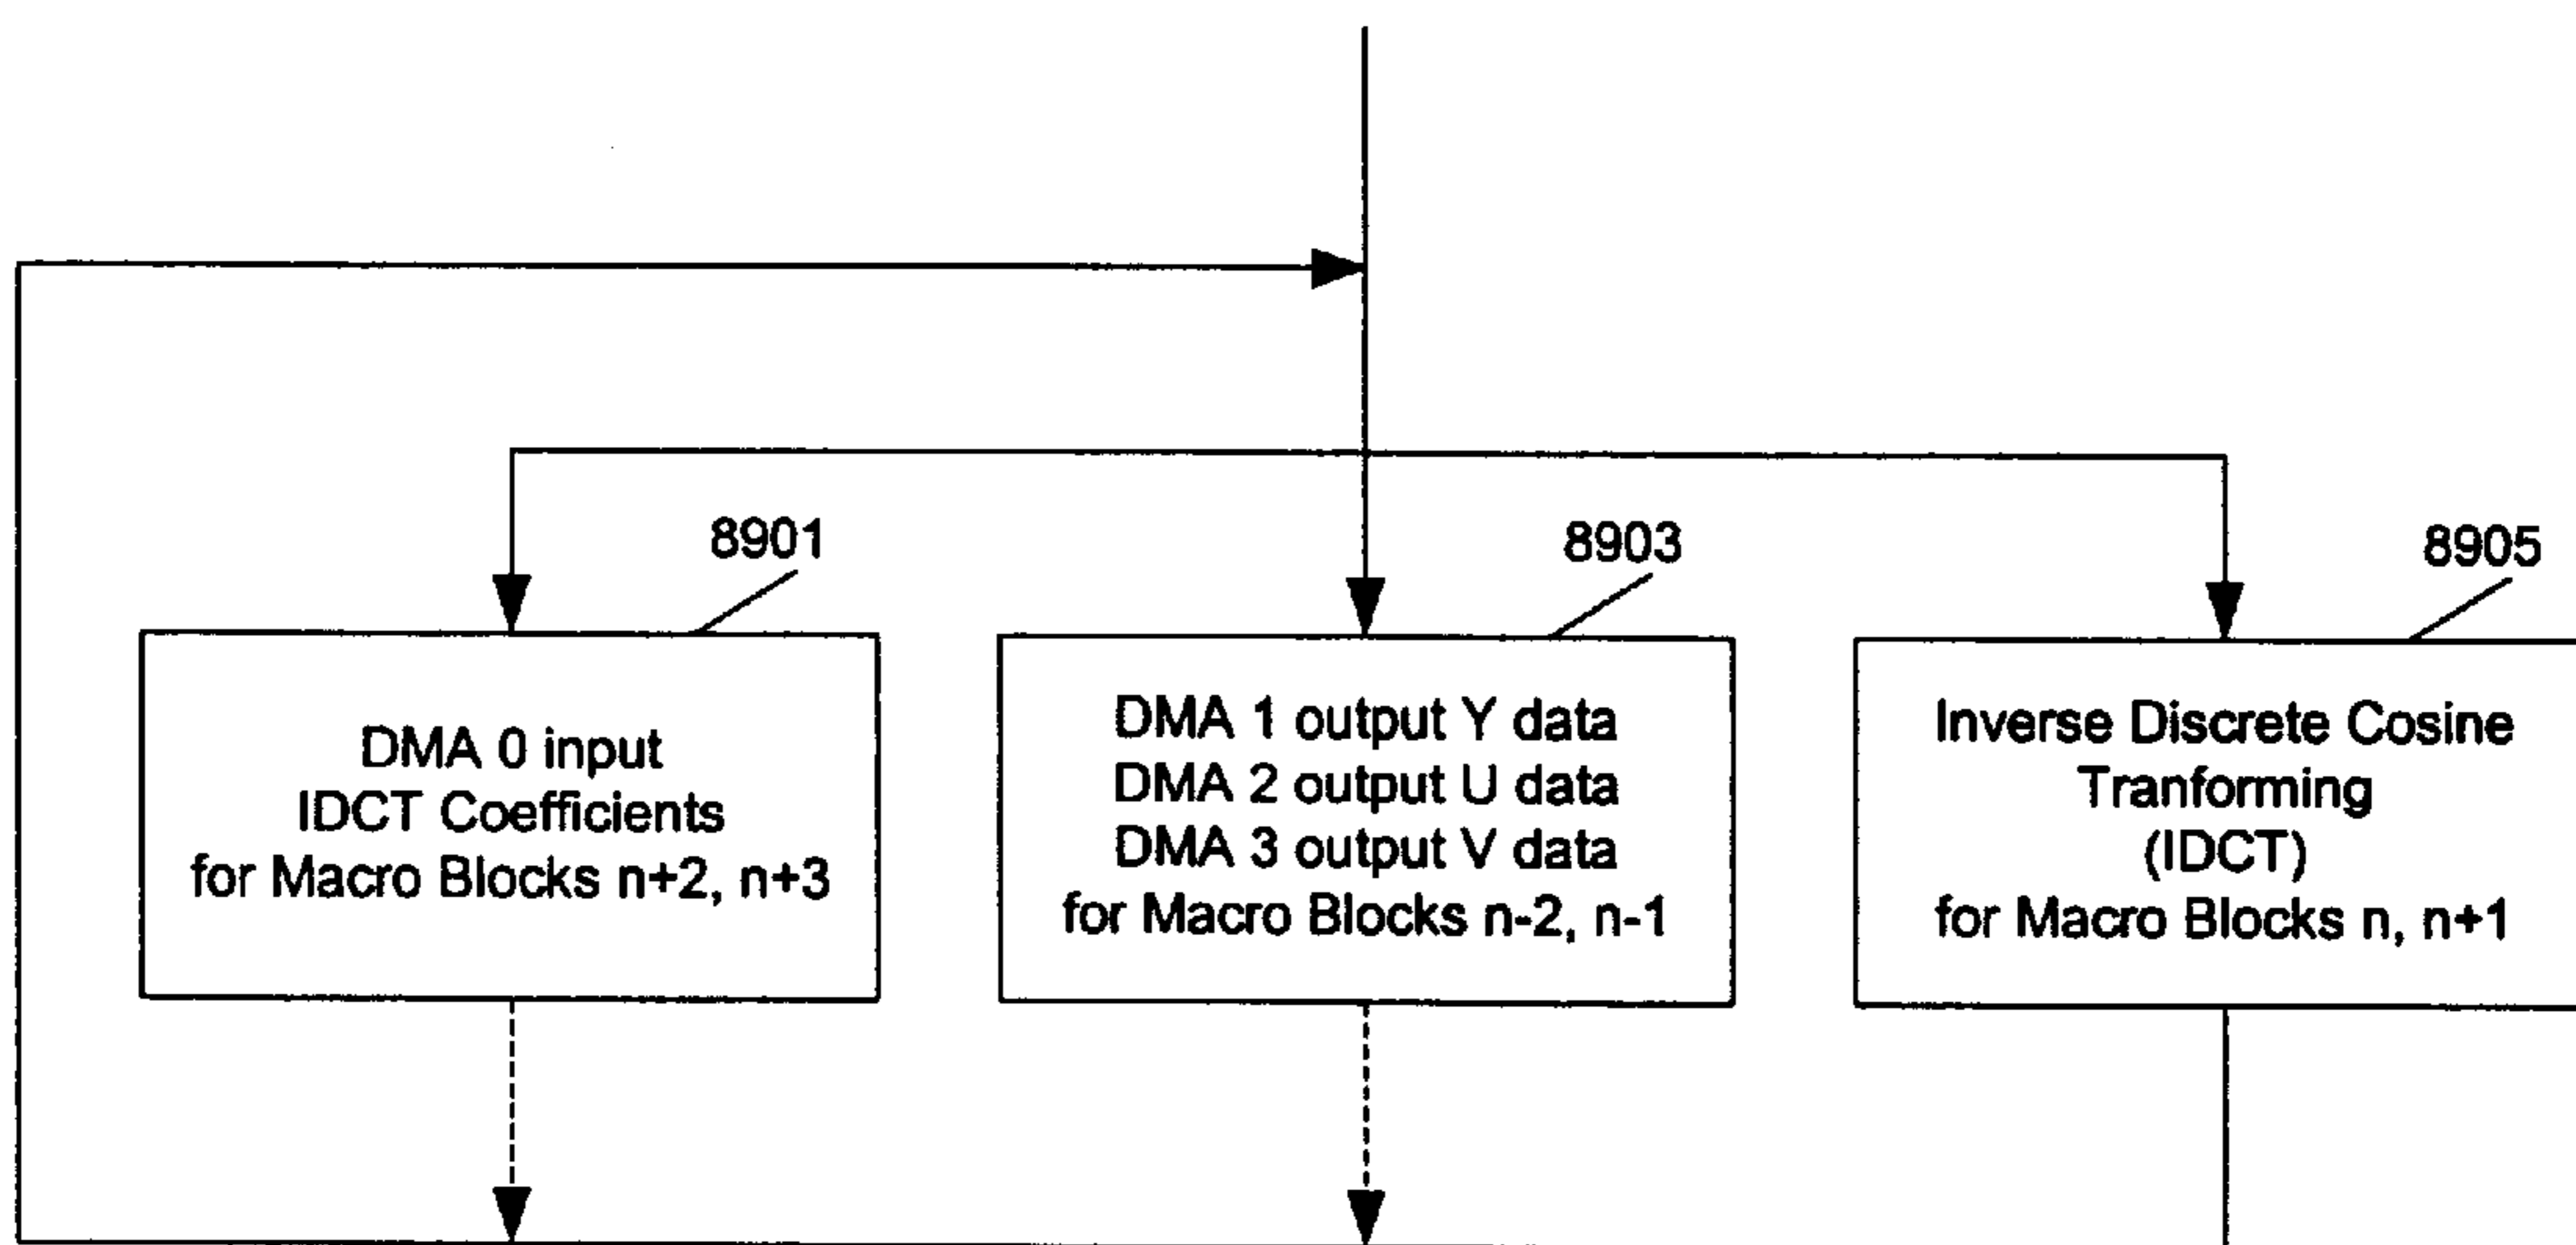 8901
DMA 0 input
IDCT Coefficients
for Macro Blocks n+2, n+3
8903
DMA 1 output Y data
DMA 2 output U data
DMA 3 output V data
for Macro Blocks n-2, n-1
8905
Inverse Discrete Cosine
Tranforming
(IDCT)
for Macro Blocks n, n+1